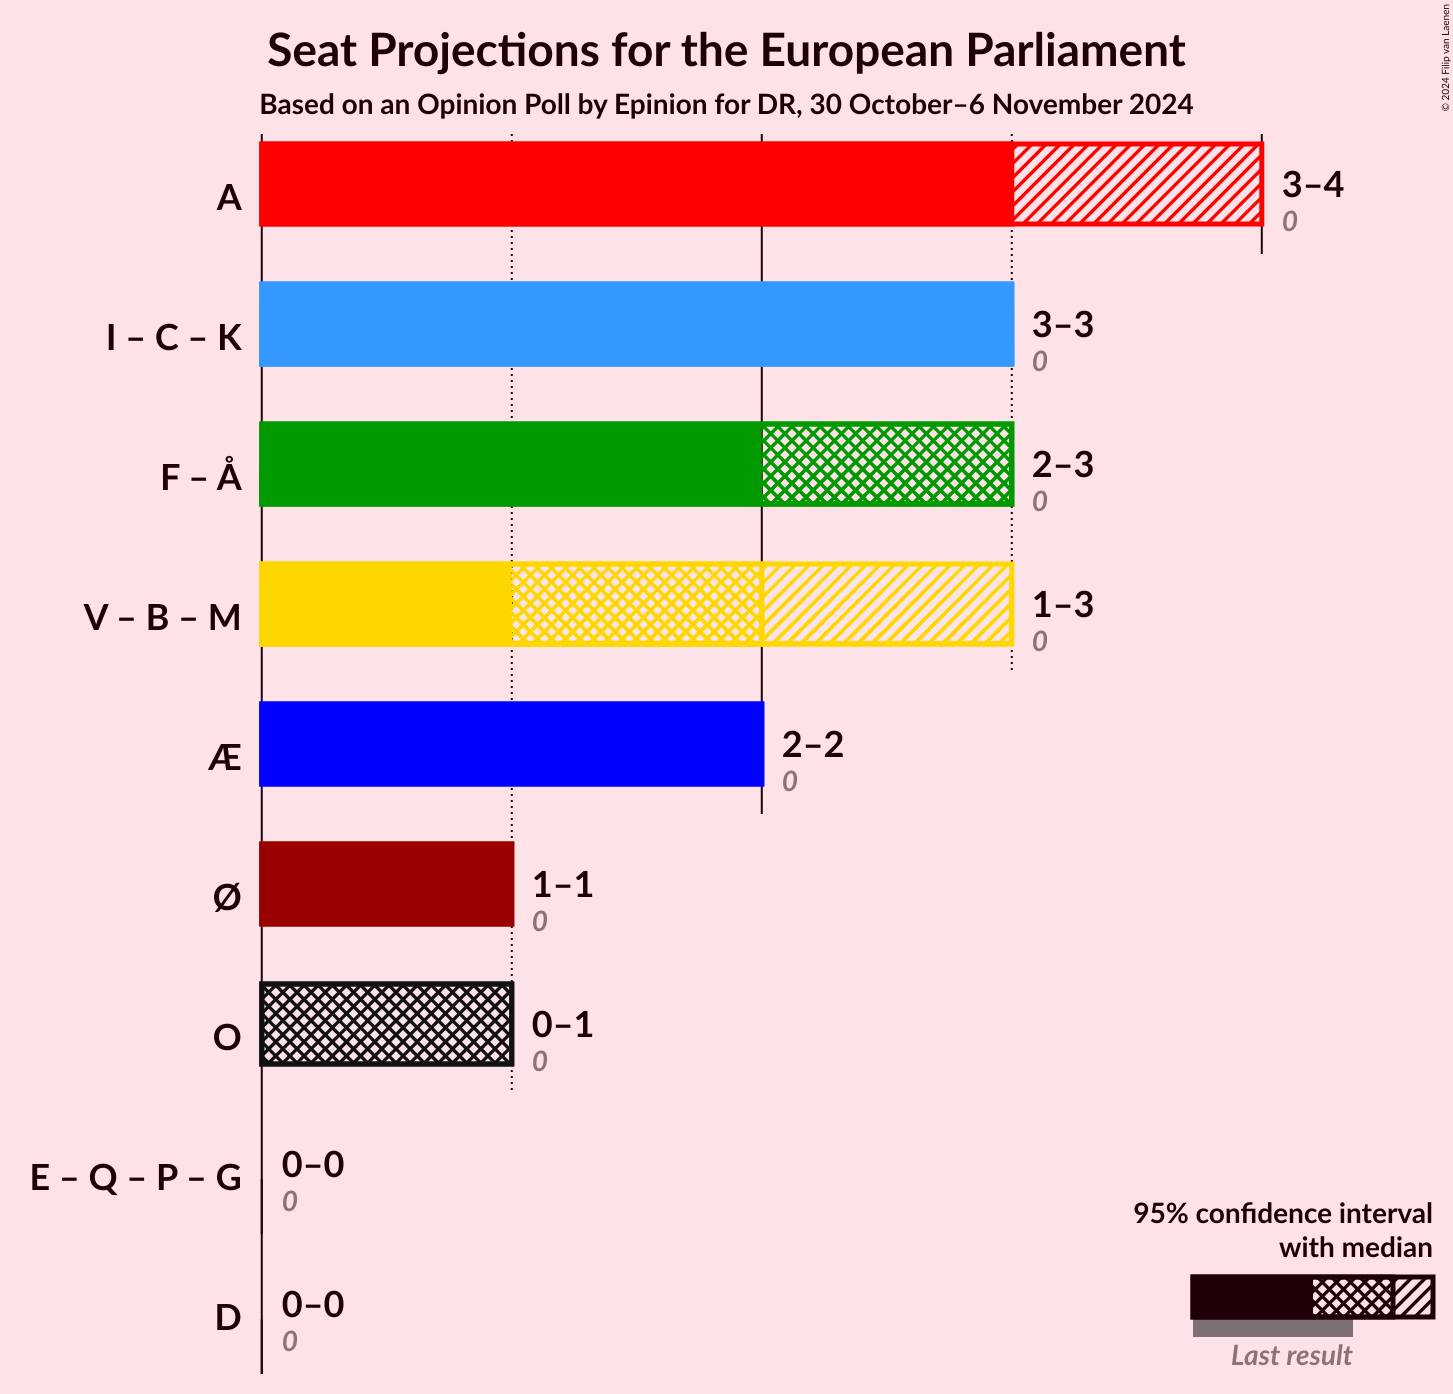 Seat Projections for the European Parliament
Based on an Opinion Poll by Epinion for DR, 30 October–6 November 2024
© 2024 Filip van Laenen
A
3–4
0
I – C – K
3–3
0
F – Å
2–3
0
V – B – M
1–3
0
Æ
2–2
0
Ø
1–1
0
O
0–1
0
E – Q – P – G
0–0
0
D
0–0
0
95% confidence interval
with median
Last result